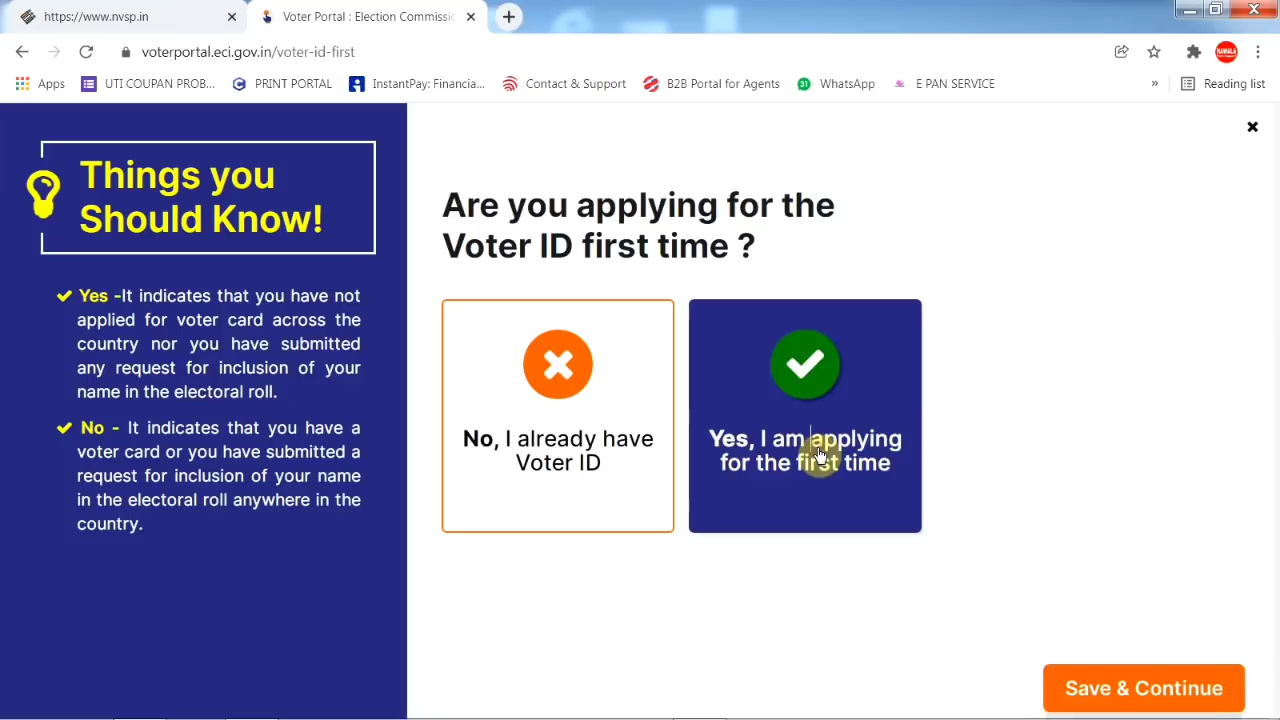 https://www.nvsp.in
Voter Portal : Election Commissio
voterportal.eci.gov.in/voter-id-first
Apps
UTI COUPAN PROB...
PRINT PORTAL
InstantPay: Financia...
Contact & Support
B2B Portal for Agents
31
WhatsApp
E PAN SERVICE
»
Reading list
Things you
Should Know!
Yes -It indicates that you have not
applied for voter card across the
country nor you have submitted
any request for inclusion of your
name in the electoral roll.
No - It indicates that you have a
voter card or you have submitted a
request for inclusion of your name
in the electoral roll anywhere in the
country.
Are you applying for the
Voter ID first time ?
No, I already have
Voter ID
Yes, I am applying
for the first time
Save & Continue